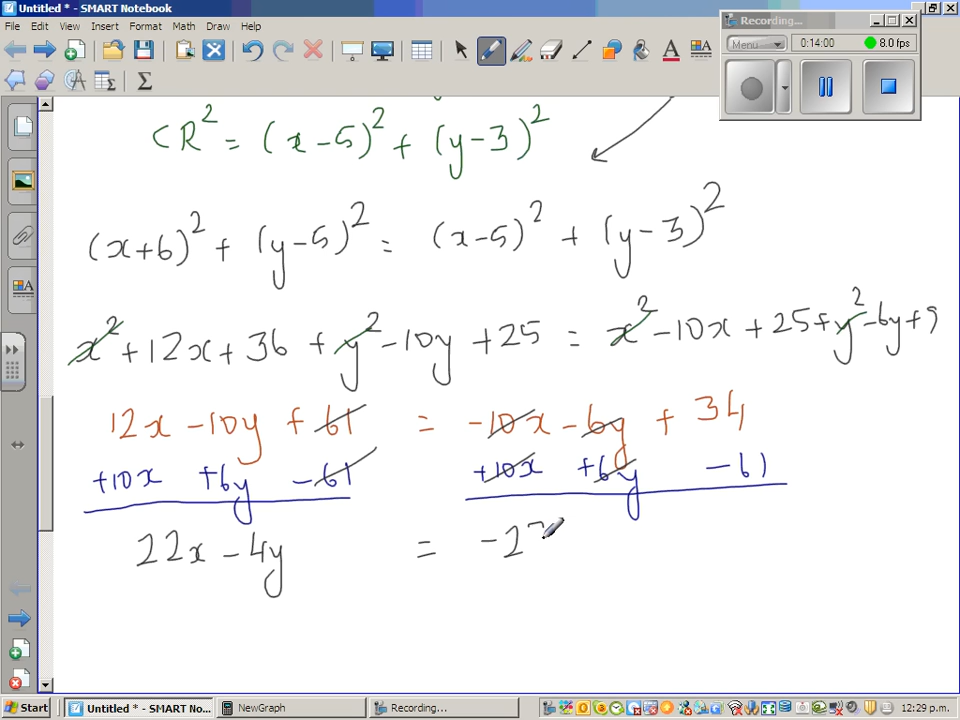 Untitled * - SMART Notebook
File Edit View Insert Format Math Draw Help
Recording...
Menu 0:14:00 8.0 fps
CR² = (x-5)² + (y-3)²
(x+6)² + (y-5)² = (x-5)² + (y-3)²
x² +12x + 36 + y² -10y +25 = x² -10x +25 + y² -6y +9
12x -10y + 61 = -10x - 6y + 34
+10x +6y -61 +10x +6y -61
22x - 4y = -27
Start Untitled * - SMART No... NewGraph Recording... 12:29 p.m.